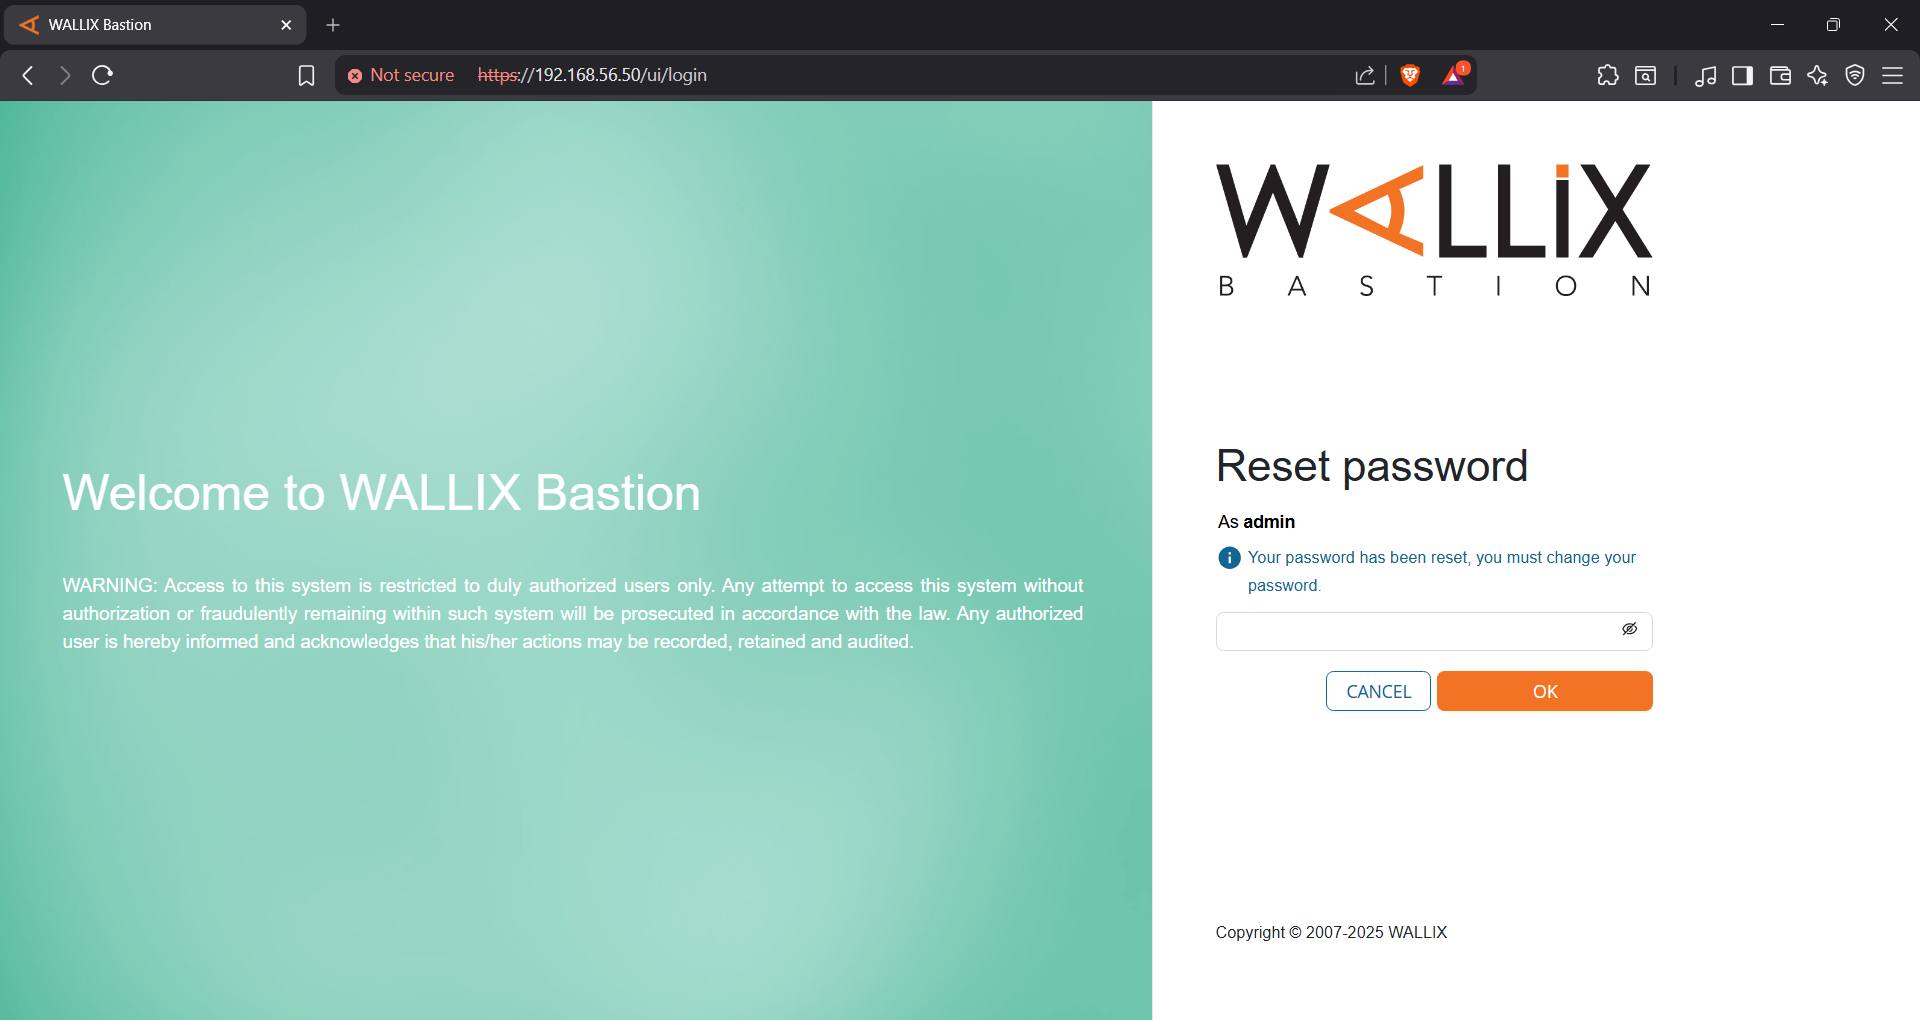 WALLIX Bastion
Not secure https://192.168.56.50/ui/login
1
WALLiX
BASTION
Welcome to WALLIX Bastion
WARNING: Access to this system is restricted to duly authorized users only. Any attempt to access this system without
authorization or fraudulently remaining within such system will be prosecuted in accordance with the law. Any authorized
user is hereby informed and acknowledges that his/her actions may be recorded, retained and audited.
Reset password
As admin
Your password has been reset, you must change your
password.
CANCEL OK
Copyright © 2007-2025 WALLIX